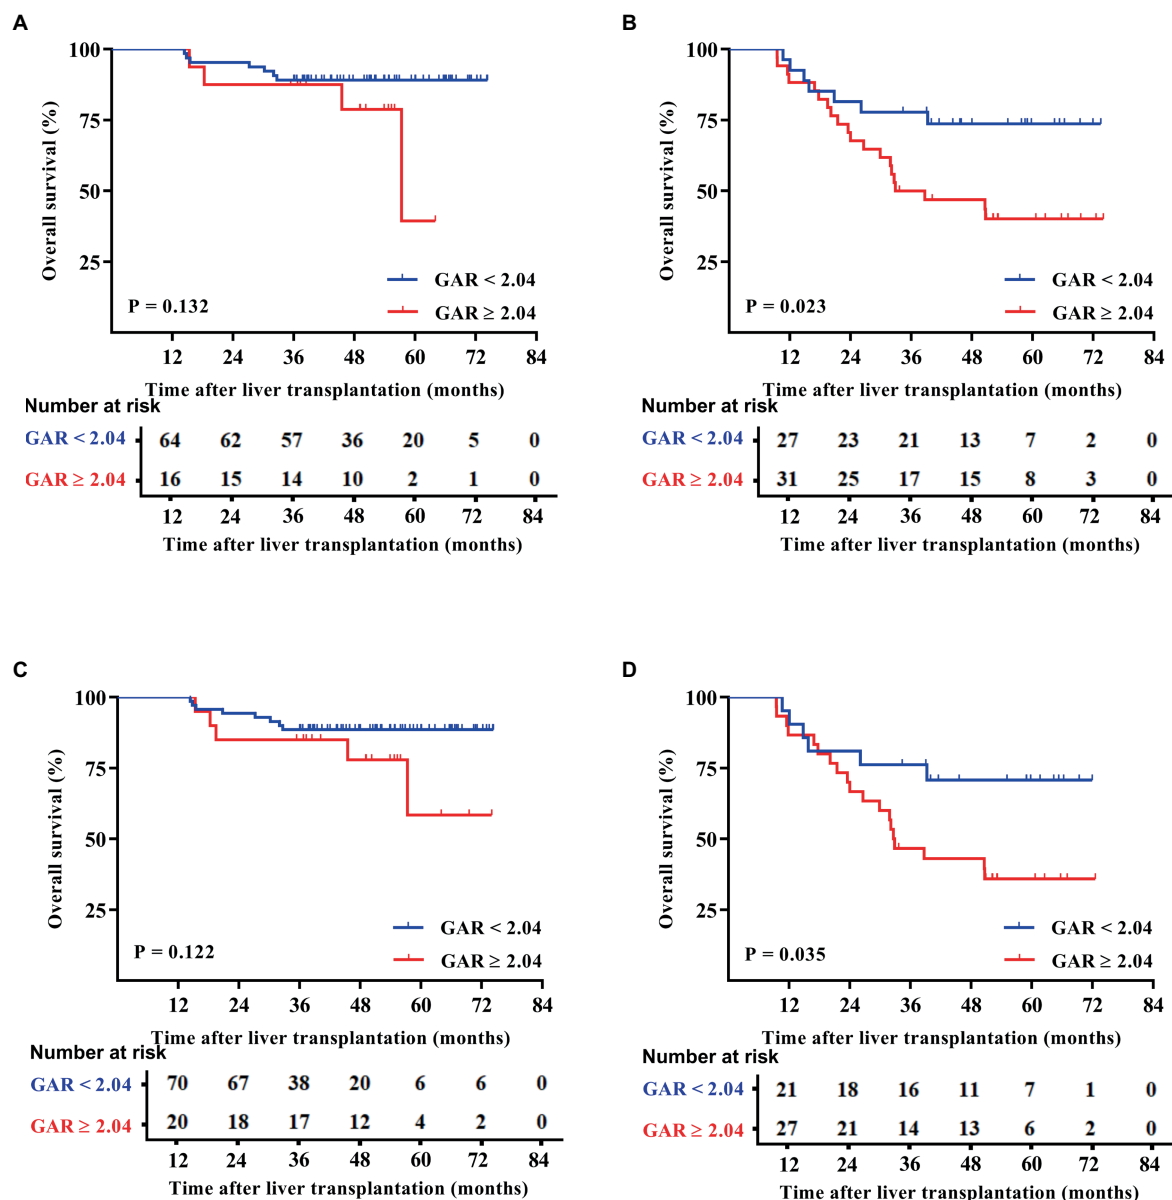 A
Overall survival (%)
100
75
50
25
GAR < 2.04
GAR ≥ 2.04
P = 0.132
12 24 36 48 60 72 84
Time after liver transplantation (months)
Number at risk
GAR < 2.04 64 62 57 36 20 5 0
GAR ≥ 2.04 16 15 14 10 2 1 0
12 24 36 48 60 72 84
Time after liver transplantation (months)
B
Overall survival (%)
100
75
50
25
GAR < 2.04
GAR ≥ 2.04
P = 0.023
12 24 36 48 60 72 84
Time after liver transplantation (months)
Number at risk
GAR < 2.04 27 23 21 13 7 2 0
GAR ≥ 2.04 31 25 17 15 8 3 0
12 24 36 48 60 72 84
Time after liver transplantation (months)
C
Overall survival (%)
100
75
50
25
GAR < 2.04
GAR ≥ 2.04
P = 0.122
12 24 36 48 60 72 84
Time after liver transplantation (months)
Number at risk
GAR < 2.04 70 67 38 20 6 6 0
GAR ≥ 2.04 20 18 17 12 4 2 0
12 24 36 48 60 72 84
Time after liver transplantation (months)
D
Overall survival (%)
100
75
50
25
GAR < 2.04
GAR ≥ 2.04
P = 0.035
12 24 36 48 60 72 84
Time after liver transplantation (months)
Number at risk
GAR < 2.04 21 18 16 11 7 1 0
GAR ≥ 2.04 27 21 14 13 6 2 0
12 24 36 48 60 72 84
Time after liver transplantation (months)